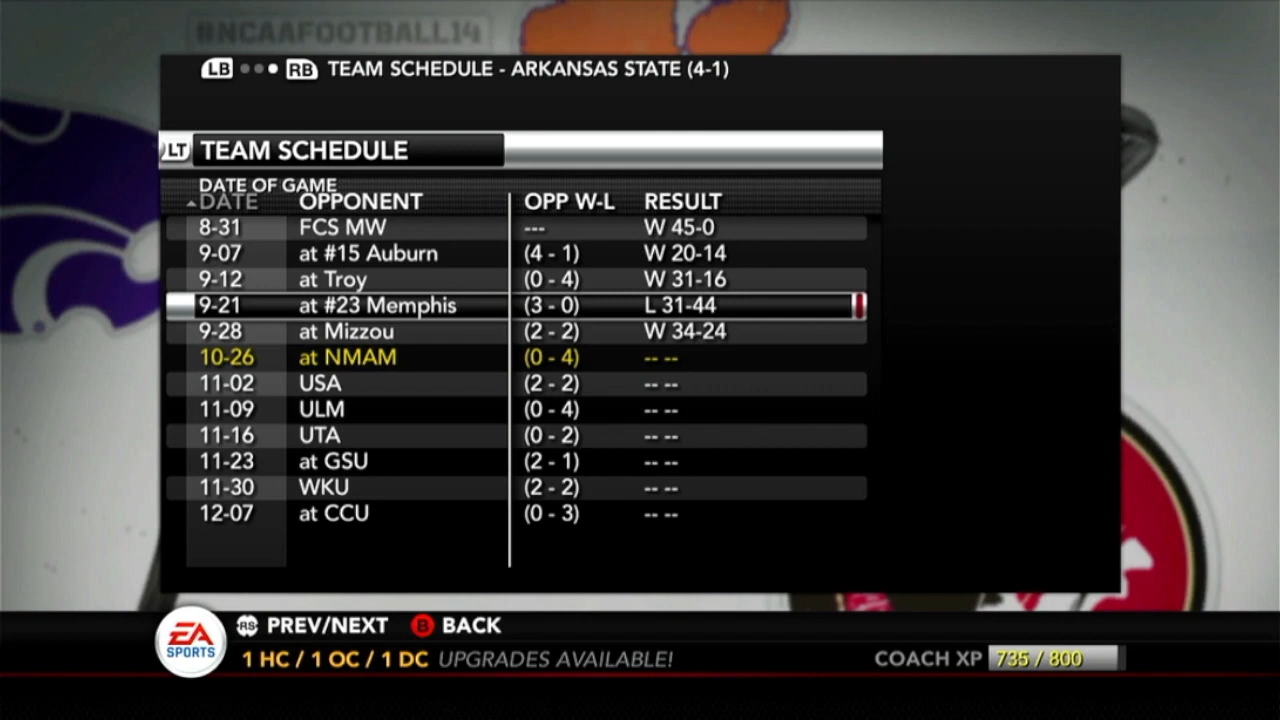 #NCAAFOOTBALL14
LB RB TEAM SCHEDULE - ARKANSAS STATE (4-1)
LT TEAM SCHEDULE
DATE OF GAME
DATE OPPONENT OPP W-L RESULT
8-31 FCS MW --- W 45-0
9-07 at #15 Auburn (4 - 1) W 20-14
9-12 at Troy (0 - 4) W 31-16
9-21 at #23 Memphis (3 - 0) L 31-44
9-28 at Mizzou (2 - 2) W 34-24
10-26 at NMAM (0 - 4) -- --
11-02 USA (2 - 2) -- --
11-09 ULM (0 - 4) -- --
11-16 UTA (0 - 2) -- --
11-23 at GSU (2 - 1) -- --
11-30 WKU (2 - 2) -- --
12-07 at CCU (0 - 3) -- --
EA SPORTS
RS PREV/NEXT B BACK
1 HC / 1 OC / 1 DC UPGRADES AVAILABLE! COACH XP 735 / 800